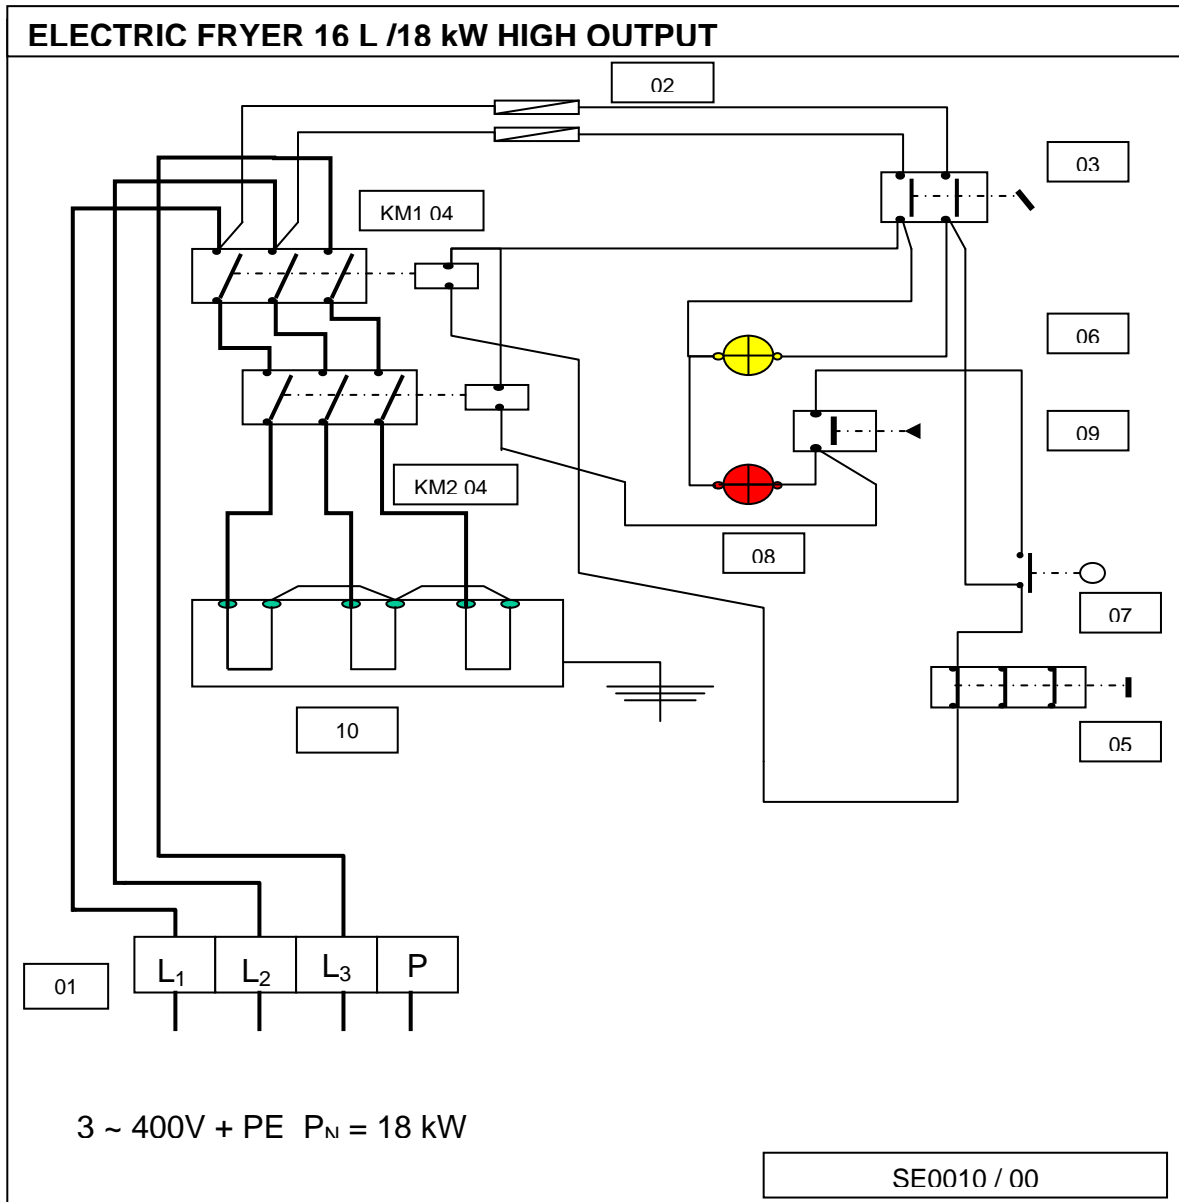 ELECTRIC FRYER 16 L /18 kW HIGH OUTPUT
02
03
KM1 04
06
09
KM2 04
08
07
10
05
L1 L2 L3 P
01
3 ~ 400V + PE PN = 18 kW
SE0010 / 00